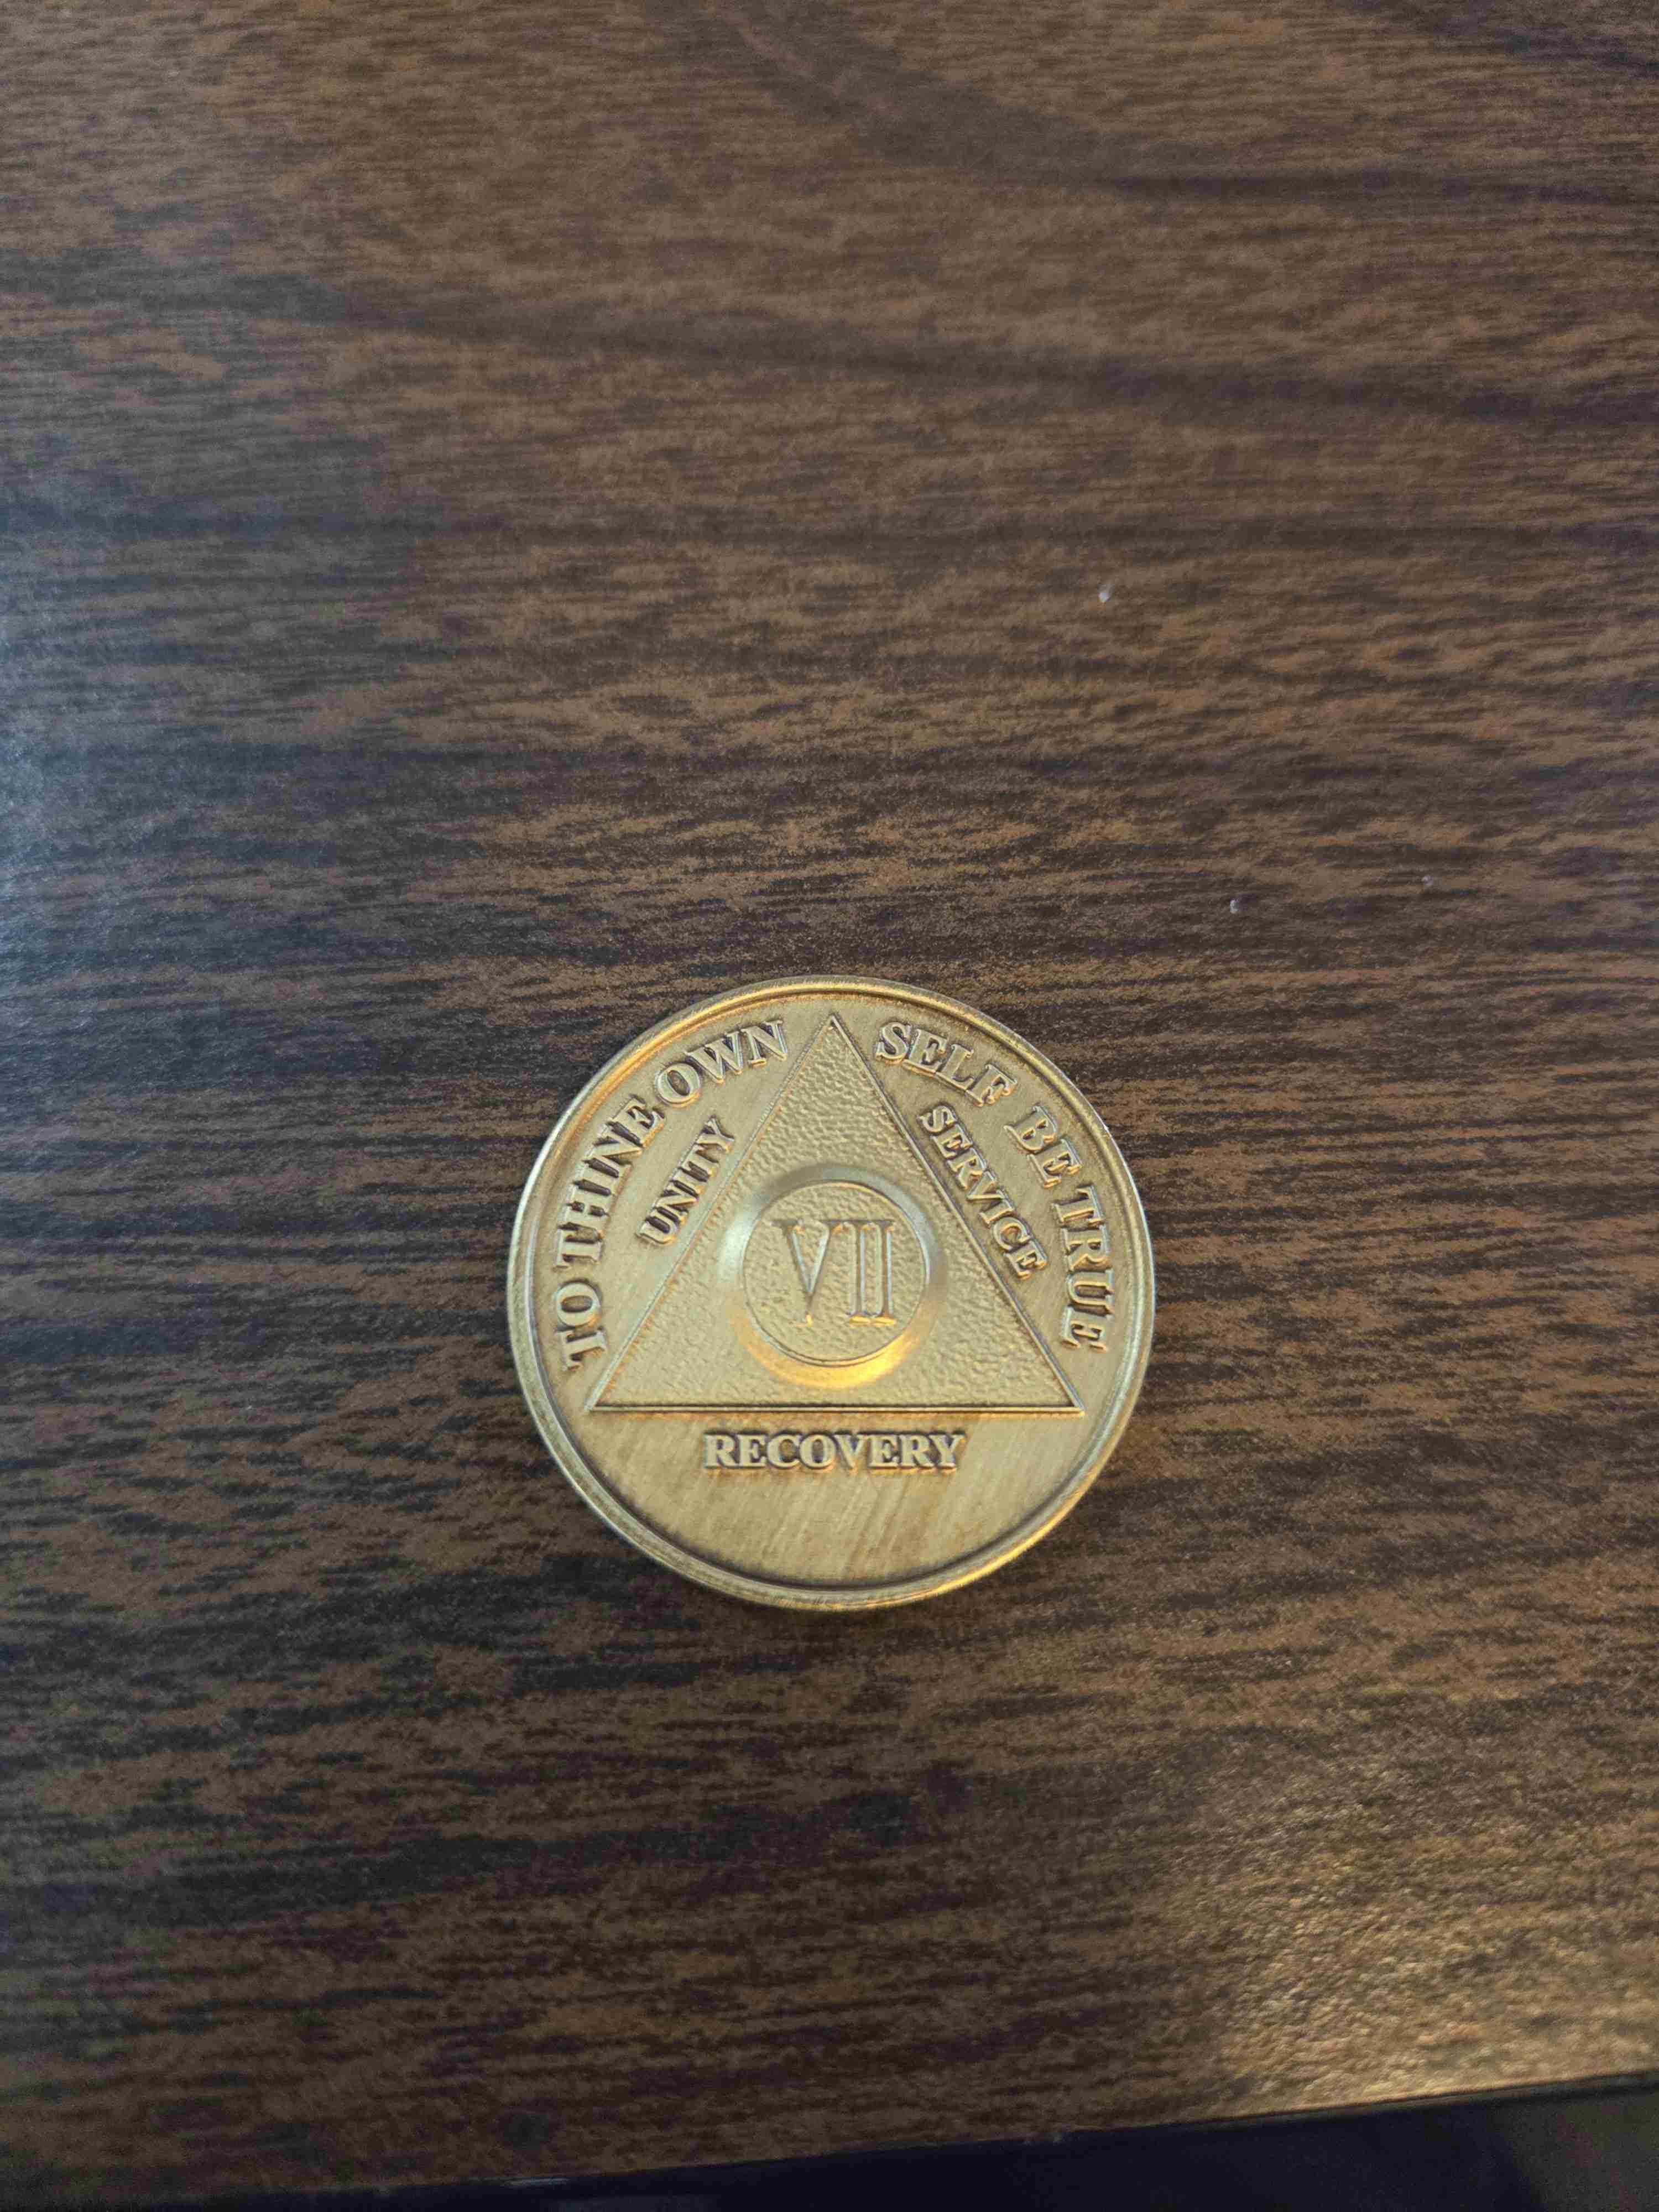 TO THINE OWN SELF BE TRUE
UNITY
SERVICE
VII
RECOVERY